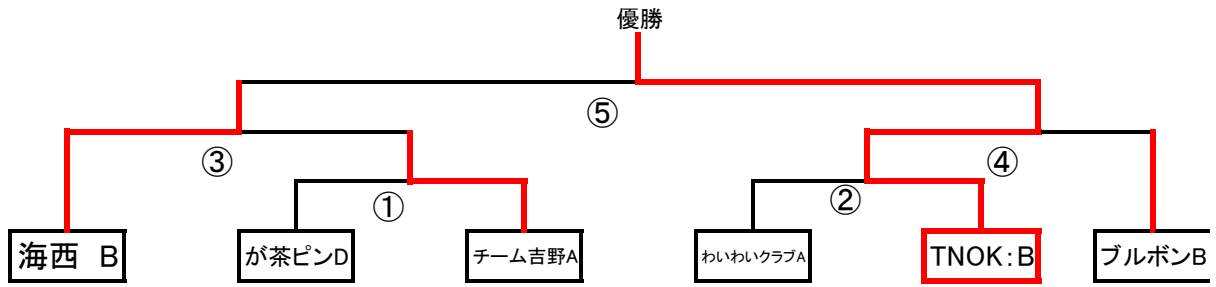 優勝
⑤
③
④
①
②
海西 B
が茶ピンD
チーム吉野A
わいわいクラブA
TNOK:B
ブルボンB